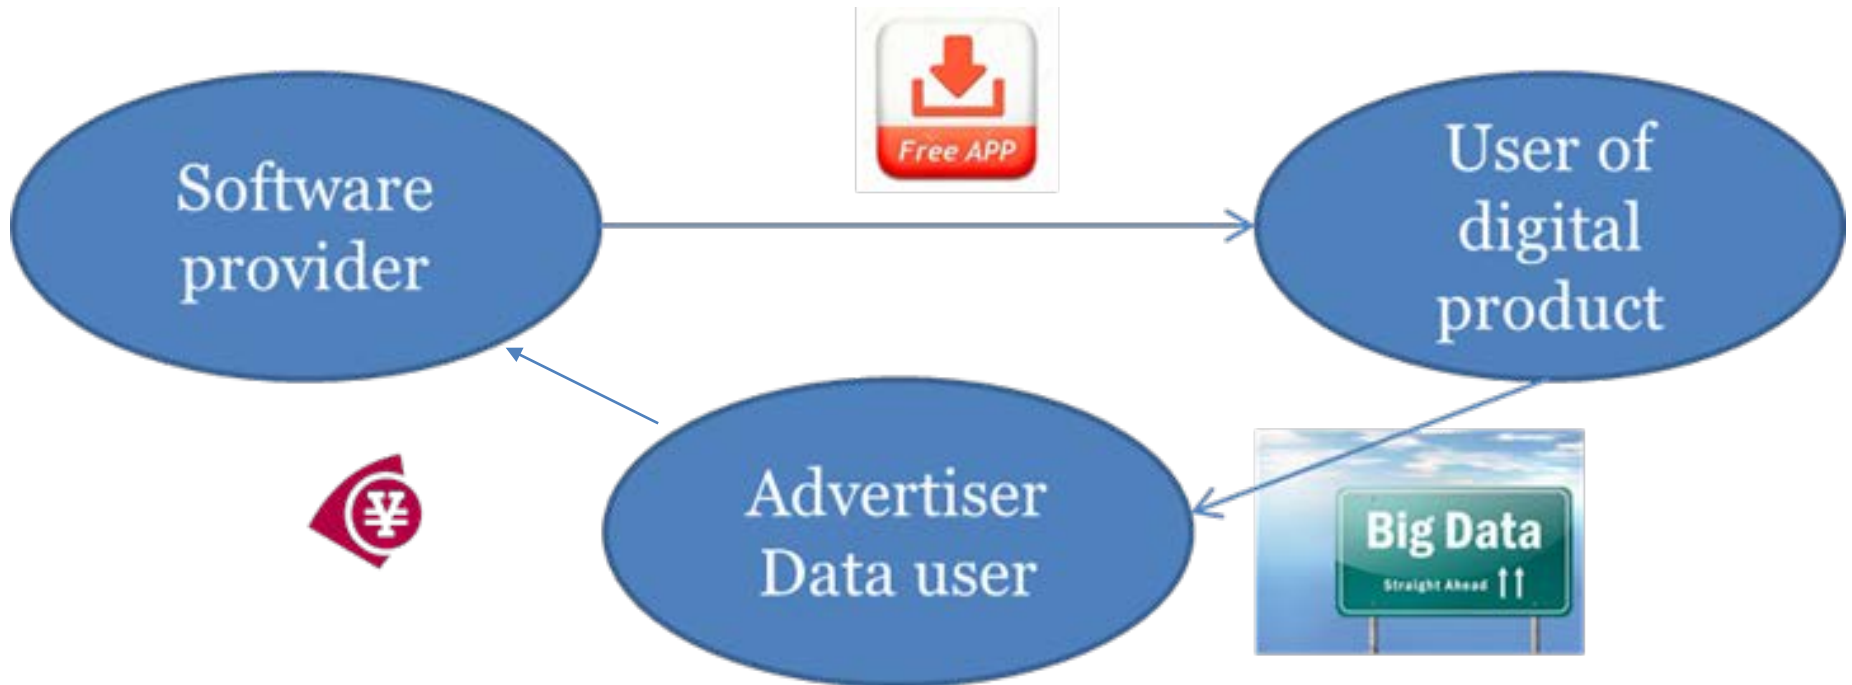 Free APP
Software
provider
User of
digital
product
Advertiser
Data user
¥
Big Data
Straight Ahead ↑↑